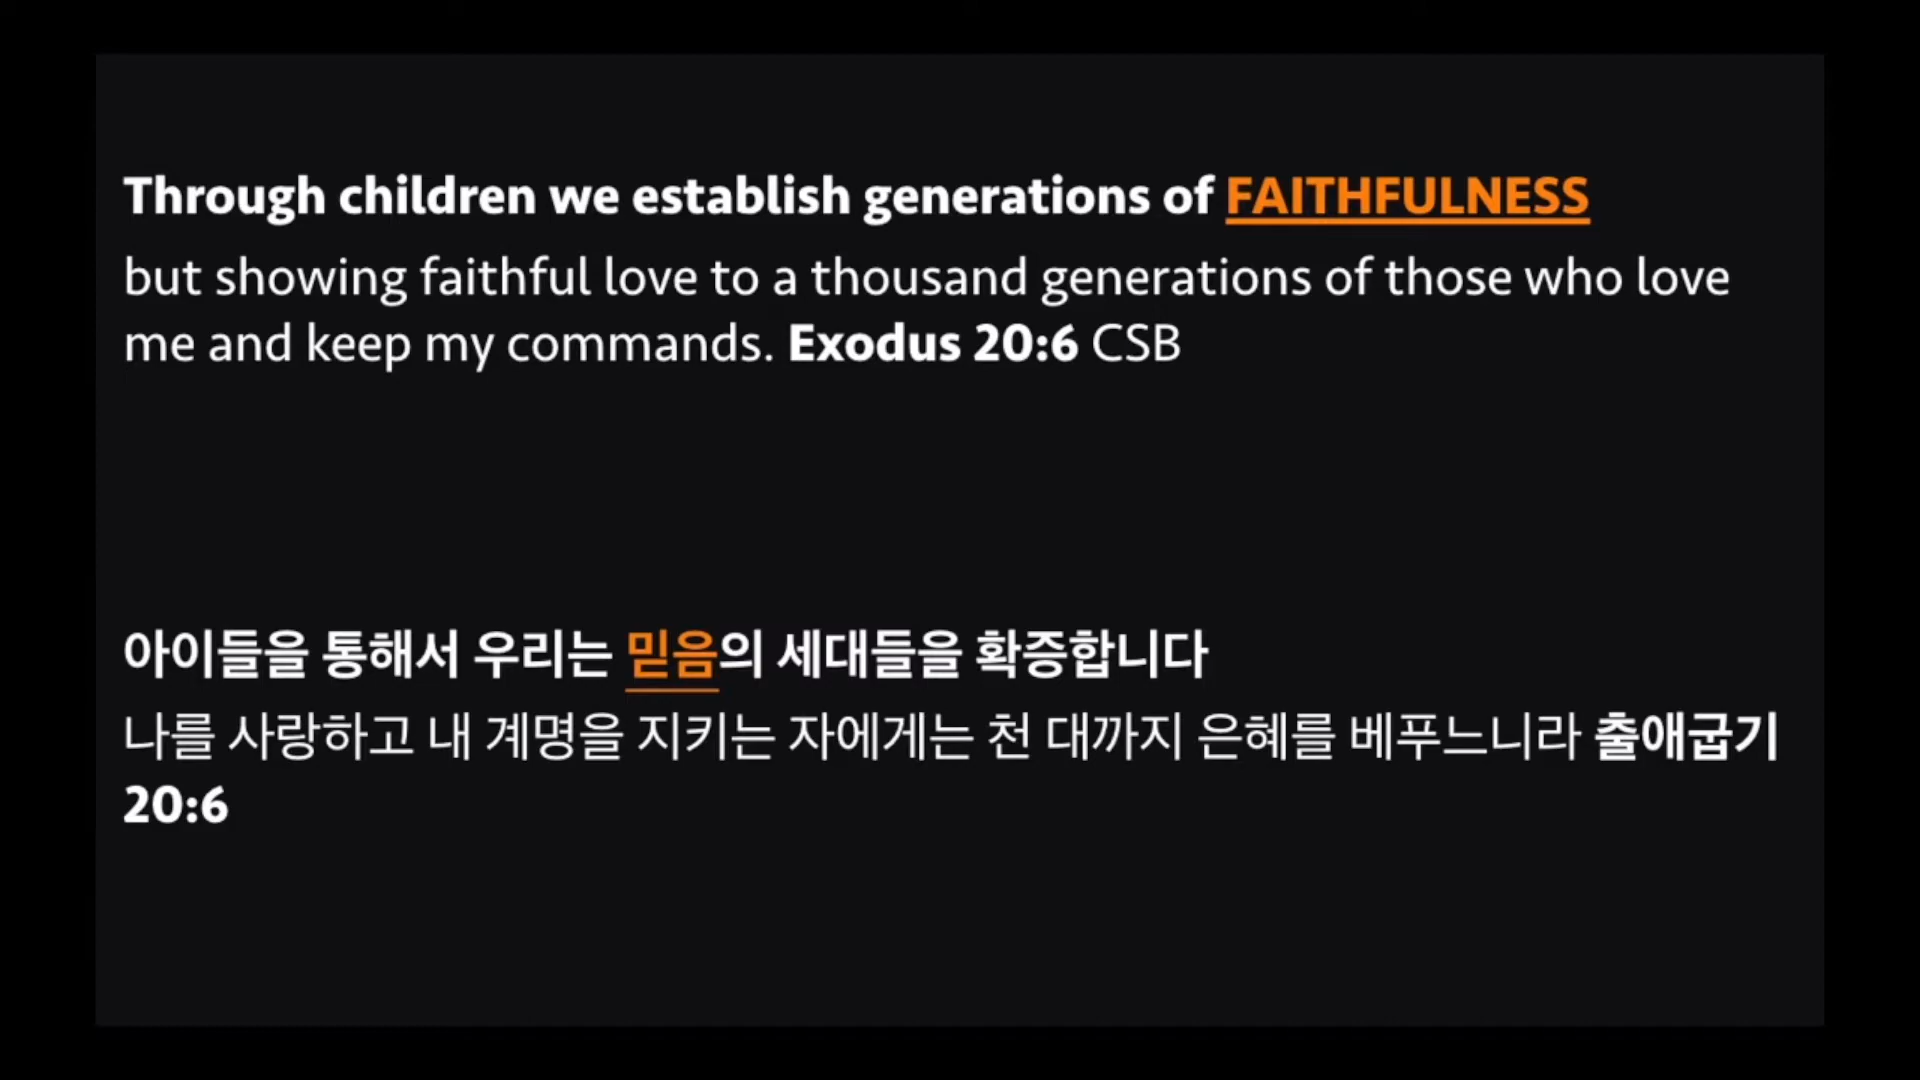 Through children we establish generations of FAITHFULNESS
but showing faithful love to a thousand generations of those who love
me and keep my commands. Exodus 20:6 CSB
아이들을 통해서 우리는 믿음의 세대들을 확증합니다
나를 사랑하고 내 계명을 지키는 자에게는 천 대까지 은혜를 베푸느니라 출애굽기
20:6